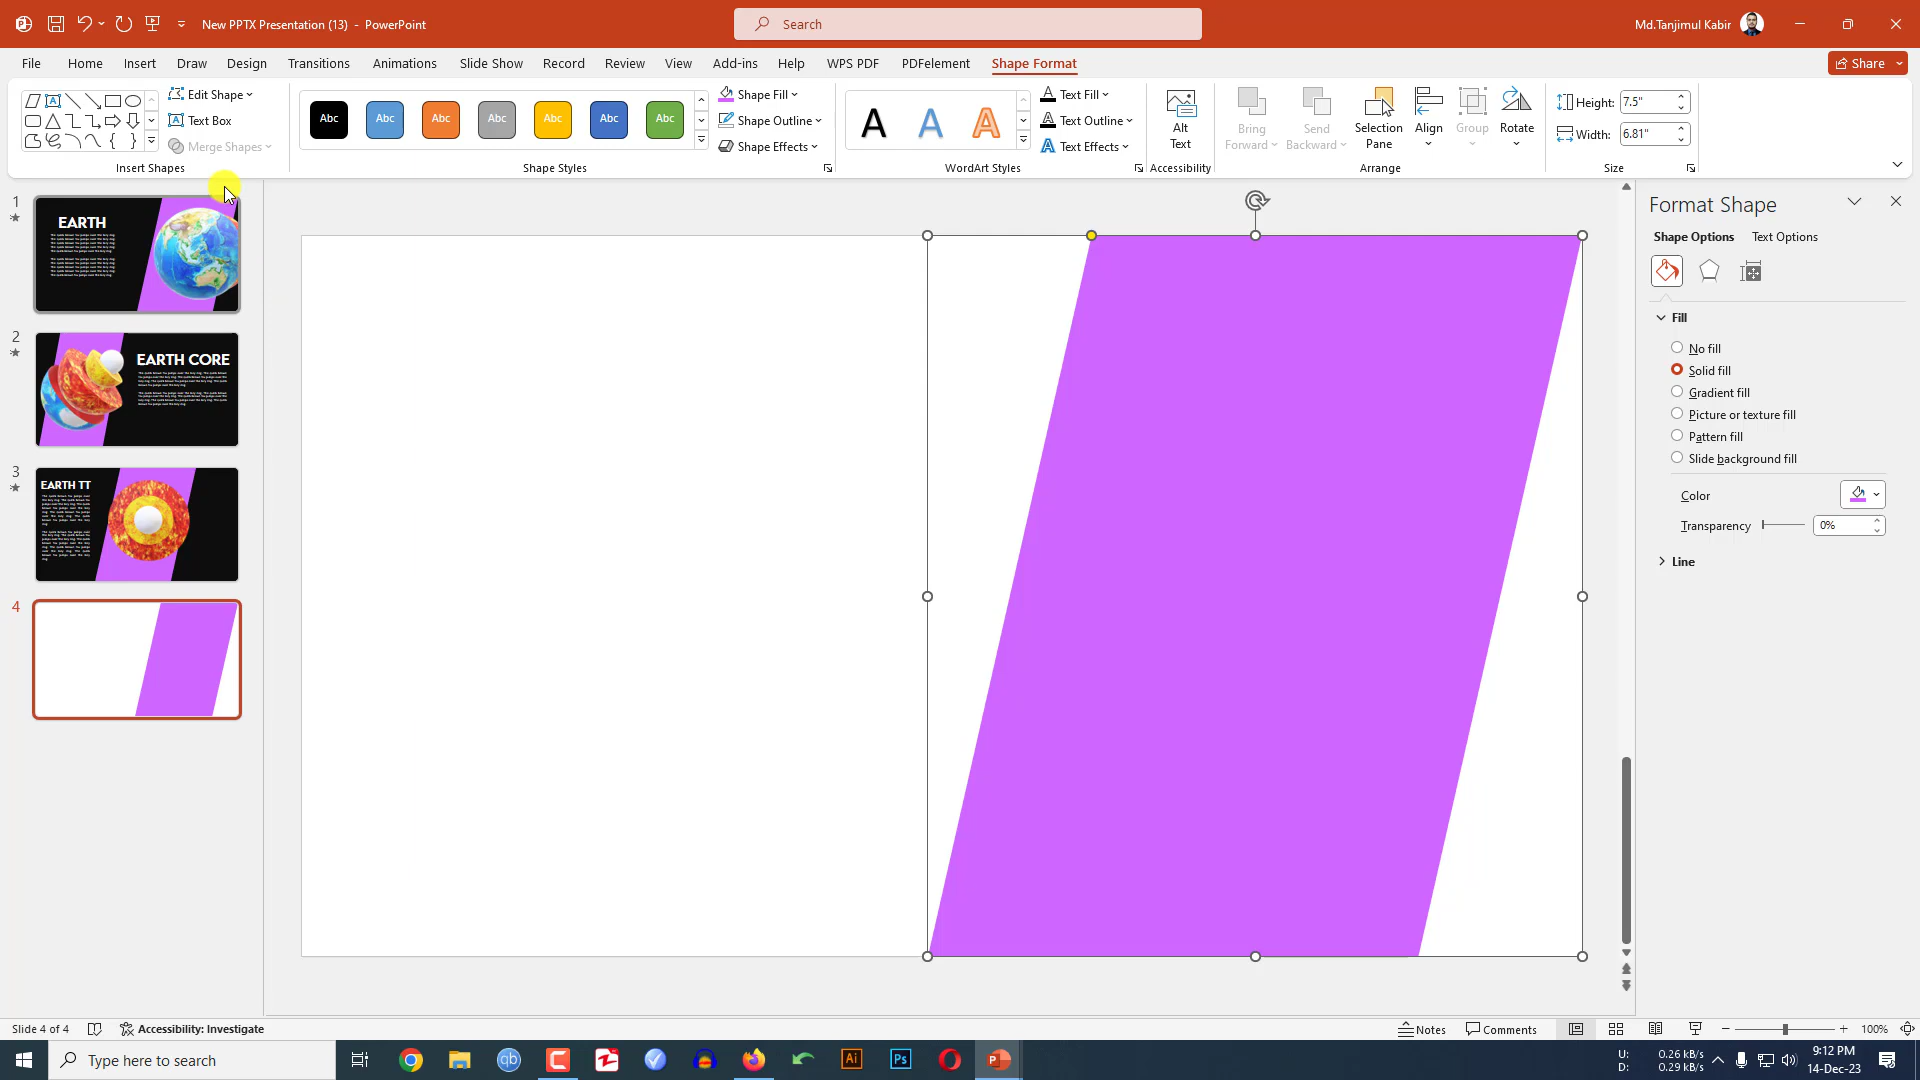 New PPTX Presentation (13) - PowerPoint
Search
Md.Tanjimul Kabir
File
Home
Insert
Draw
Design
Transitions
Animations
Slide Show
Record
Review
View
Add-ins
Help
WPS PDF
PDFelement
Shape Format
Share
Edit Shape
Text Box
Merge Shapes
Insert Shapes
Abc
Abc
Abc
Abc
Abc
Abc
Abc
Shape Fill
Shape Outline
Shape Effects
Shape Styles
A
A
A
Text Fill
Text Outline
Text Effects
WordArt Styles
Alt
Text
Accessibility
Bring
Forward
Send
Backward
Selection
Pane
Align
Group
Rotate
Arrange
Height:
7.5"
Width:
6.81"
Size
1
EARTH
2
EARTH CORE
3
EARTH TT
4
Format Shape
Shape Options
Text Options
Fill
No fill
Solid fill
Gradient fill
Picture or texture fill
Pattern fill
Slide background fill
Color
Transparency
0%
Line
Slide 4 of 4
Accessibility: Investigate
Notes
Comments
100%
Type here to search
qb
Ai
Ps
U:
0.26 kB/s
D:
0.29 kB/s
9:12 PM
14-Dec-23